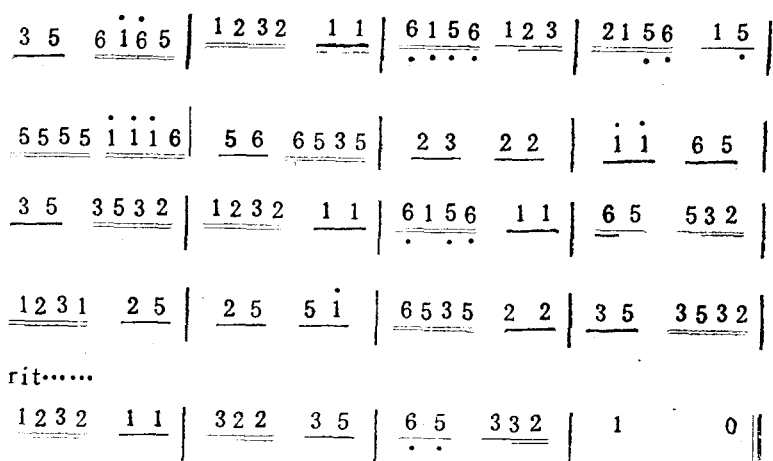 3 5 6 i̇ 6̇ 5 | 1 2 3 2 1 1 | 6̣ 1̣ 5̣ 6̣ 1 2 3 | 2 1 5̣ 6̣ 1 5̣ |
5 5 5 5 1̇ 1̇ 1̇ 6 | 5 6 6 5 3 5 | 2 3 2 2 | 1̇ 1̇ 6 5 |
3 5 3 5 3 2 | 1 2 3 2 1 1 | 6̣ 1 5̣ 6̣ 1 1 | 6 5 5 3 2 |
1 2 3 1 2 5 | 2 5 5 1̇ | 6 5 3 5 2 2 | 3 5 3 5 3 2 |
rit······
1 2 3 2 1 1 | 3 2 2 3 5 | 6̣ 5̣ 3 3 2 | 1 0 ‖